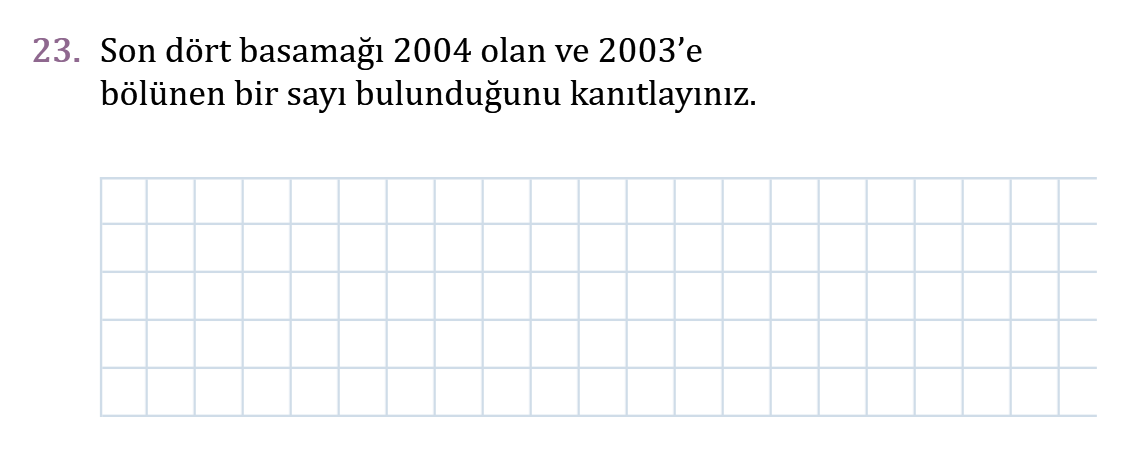 23. Son dört basamağı 2004 olan ve 2003’e
bölünen bir sayı bulunduğunu kanıtlayınız.